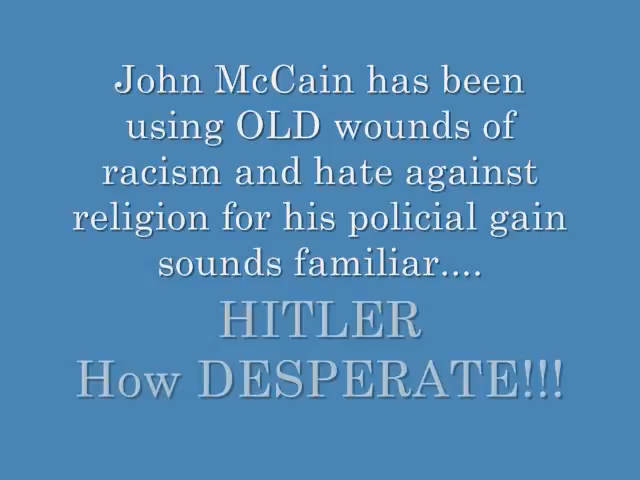 John McCain has been
using OLD wounds of
racism and hate against
religion for his policial gain
sounds familiar....
HITLER
How DESPERATE!!!